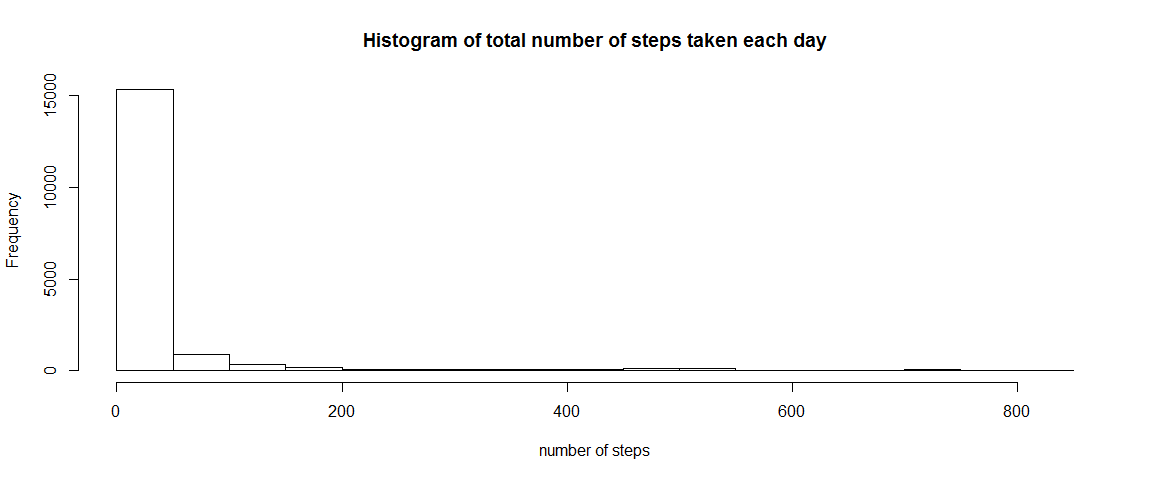 Histogram of total number of steps taken each day
Frequency
15000
10000
5000
0
0 200 400 600 800
number of steps